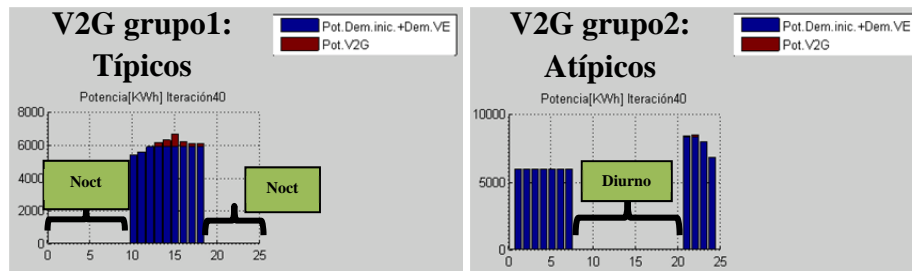 V2G grupo1:
Típicos
Pot.Dem.inic.+Dem.VE
Pot.V2G
Potencia[KWh] Iteración40
8000
6000
4000
2000
0
Noct
Noct
0 5 10 15 20 25
V2G grupo2:
Atípicos
Pot.Dem.inic.+Dem.VE
Pot.V2G
Potencia[KWh] Iteración40
10000
5000
0
Diurno
0 5 10 15 20 25